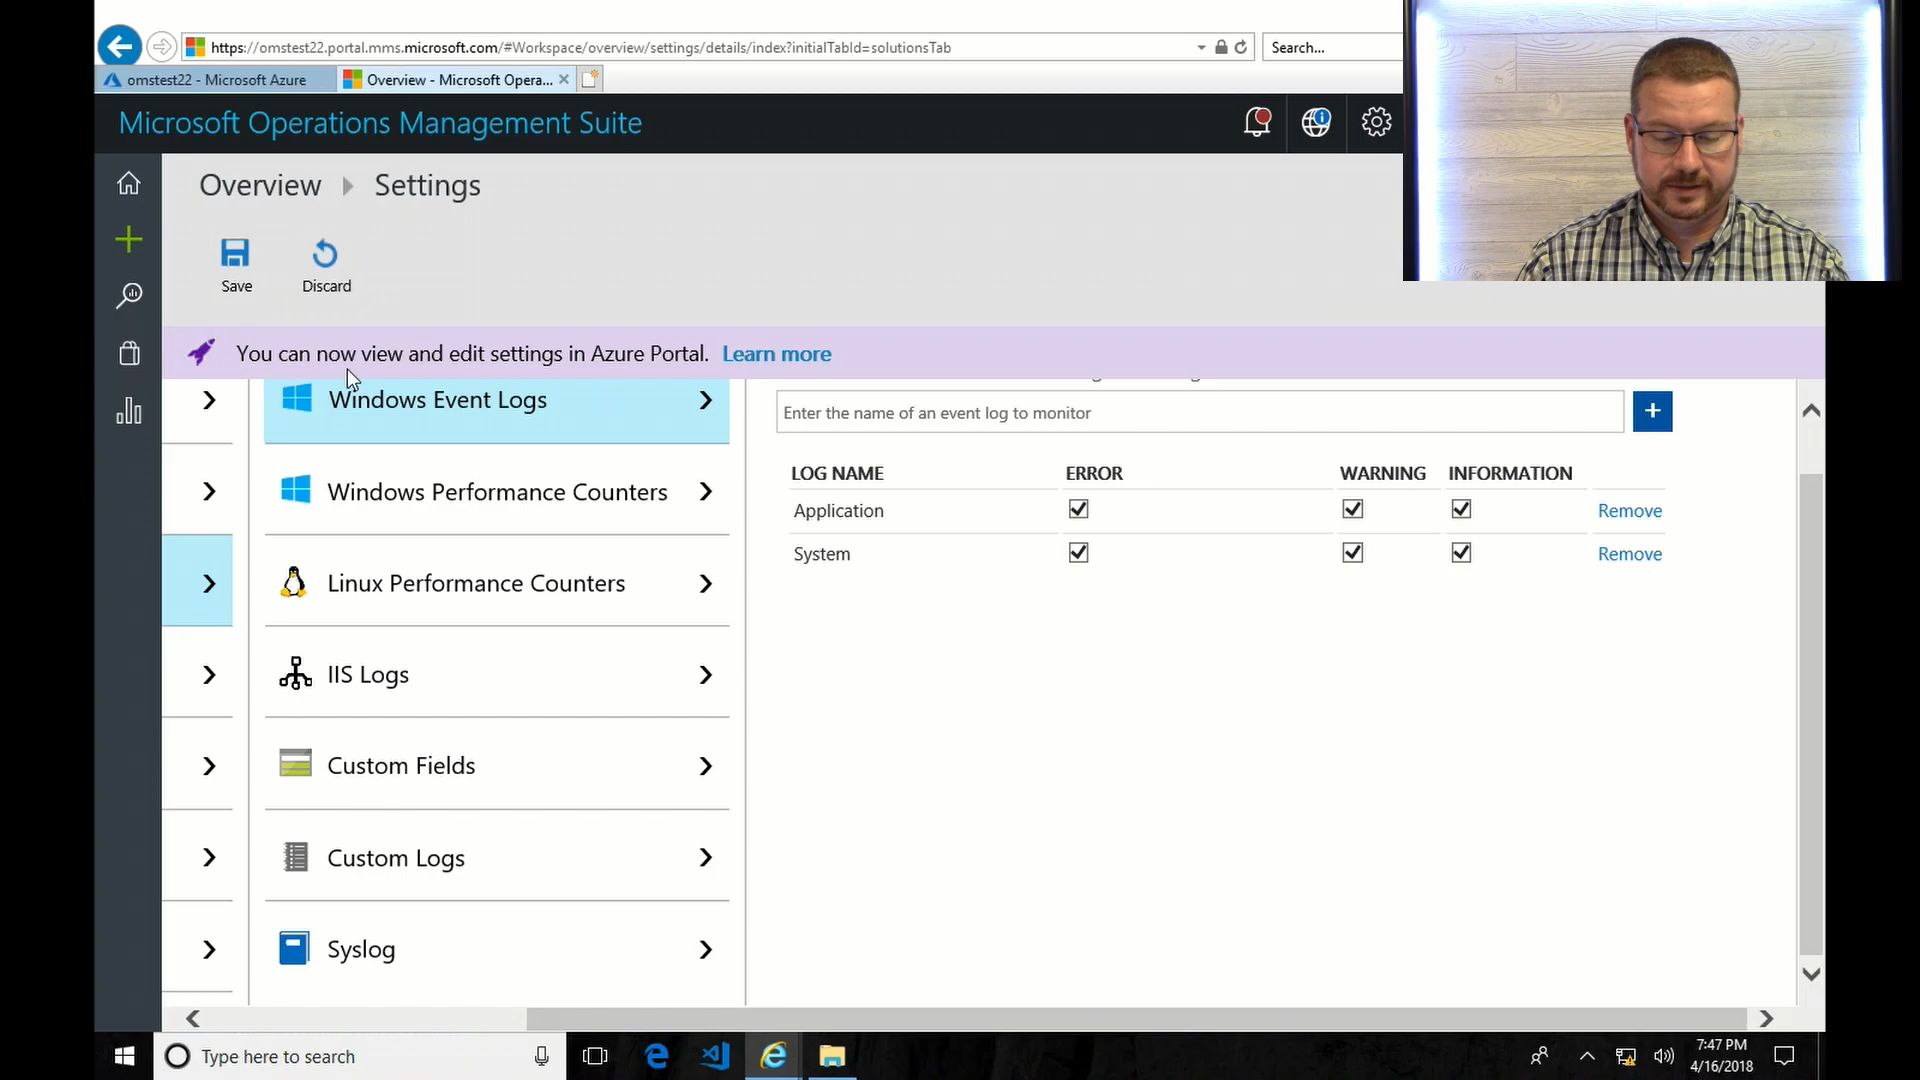 https://omstest22.portal.mms.microsoft.com/#Workspace/overview/settings/details/index?initialTabId=solutionsTab
Search...
omstest22 - Microsoft Azure
Overview - Microsoft Opera...
Microsoft Operations Management Suite
Overview
Settings
Save
Discard
You can now view and edit settings in Azure Portal. Learn more
Windows Event Logs
Windows Performance Counters
Linux Performance Counters
IIS Logs
Custom Fields
Custom Logs
Syslog
Enter the name of an event log to monitor
LOG NAME ERROR WARNING INFORMATION
Application Remove
System Remove
Type here to search
7:47 PM
4/16/2018